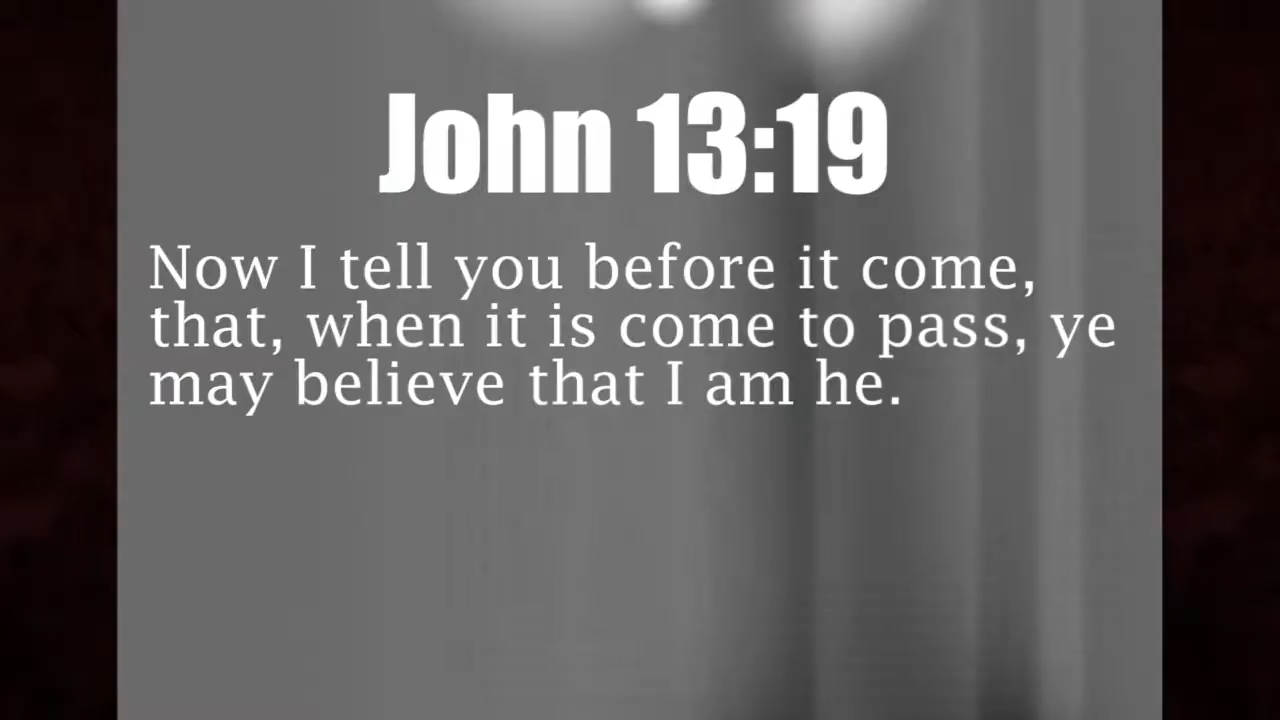 John 13:19
Now I tell you before it come,
that, when it is come to pass, ye
may believe that I am he.